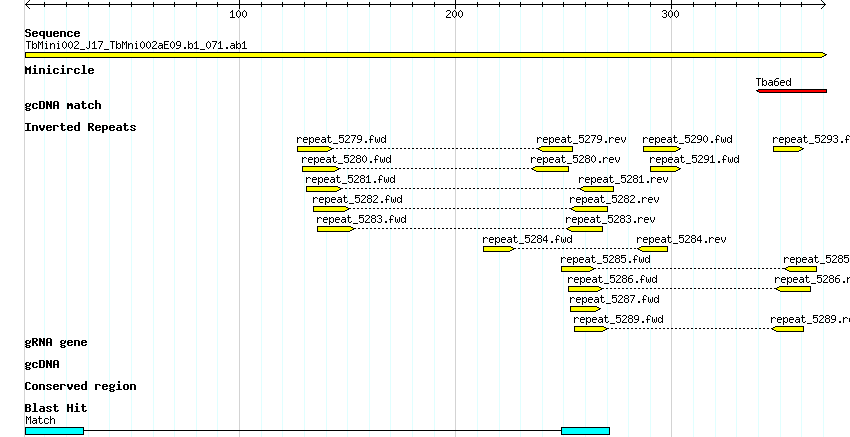 100 200 300
Sequence
TbMini002_J17_TbMni002aE09.b1_071.ab1
Minicircle
Tba6ed
gcDNA match
Inverted Repeats
repeat_5279.fwd repeat_5279.rev repeat_5290.fwd repeat_5293.f
repeat_5280.fwd repeat_5280.rev repeat_5291.fwd
repeat_5281.fwd repeat_5281.rev
repeat_5282.fwd repeat_5282.rev
repeat_5283.fwd repeat_5283.rev
repeat_5284.fwd repeat_5284.rev
repeat_5285.fwd repeat_5285
repeat_5286.fwd repeat_5286.r
repeat_5287.fwd
repeat_5289.fwd repeat_5289.re
gRNA gene
gcDNA
Conserved region
Blast Hit
Match